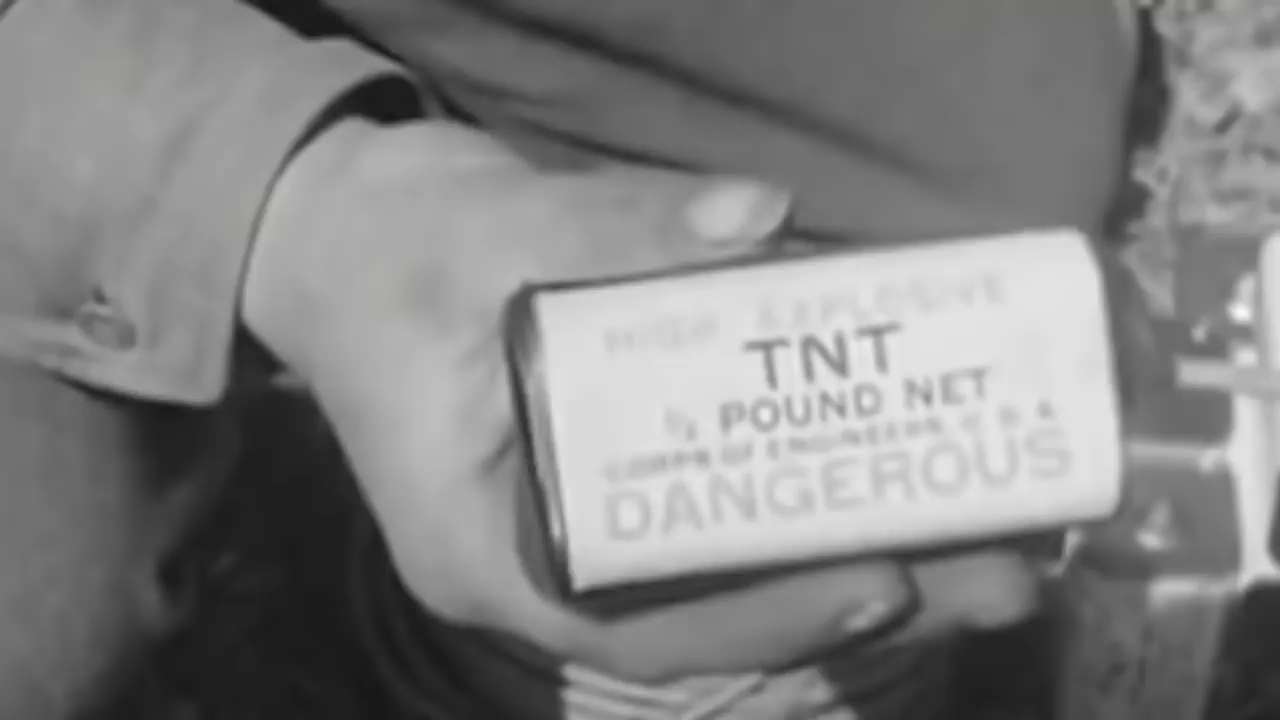 HIGH EXPLOSIVE
TNT
½ POUND NET
CORPS OF ENGINEERS, U. S. A.
DANGEROUS